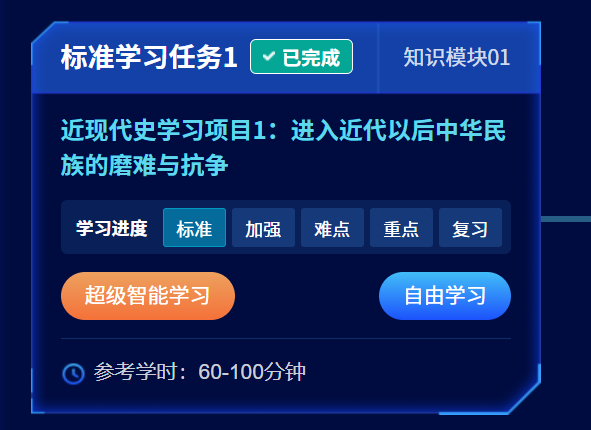 标准学习任务1 已完成 知识模块01
近现代史学习项目1：进入近代以后中华民
族的磨难与抗争
学习进度 标准 加强 难点 重点 复习
超级智能学习 自由学习
参考学时：60-100分钟